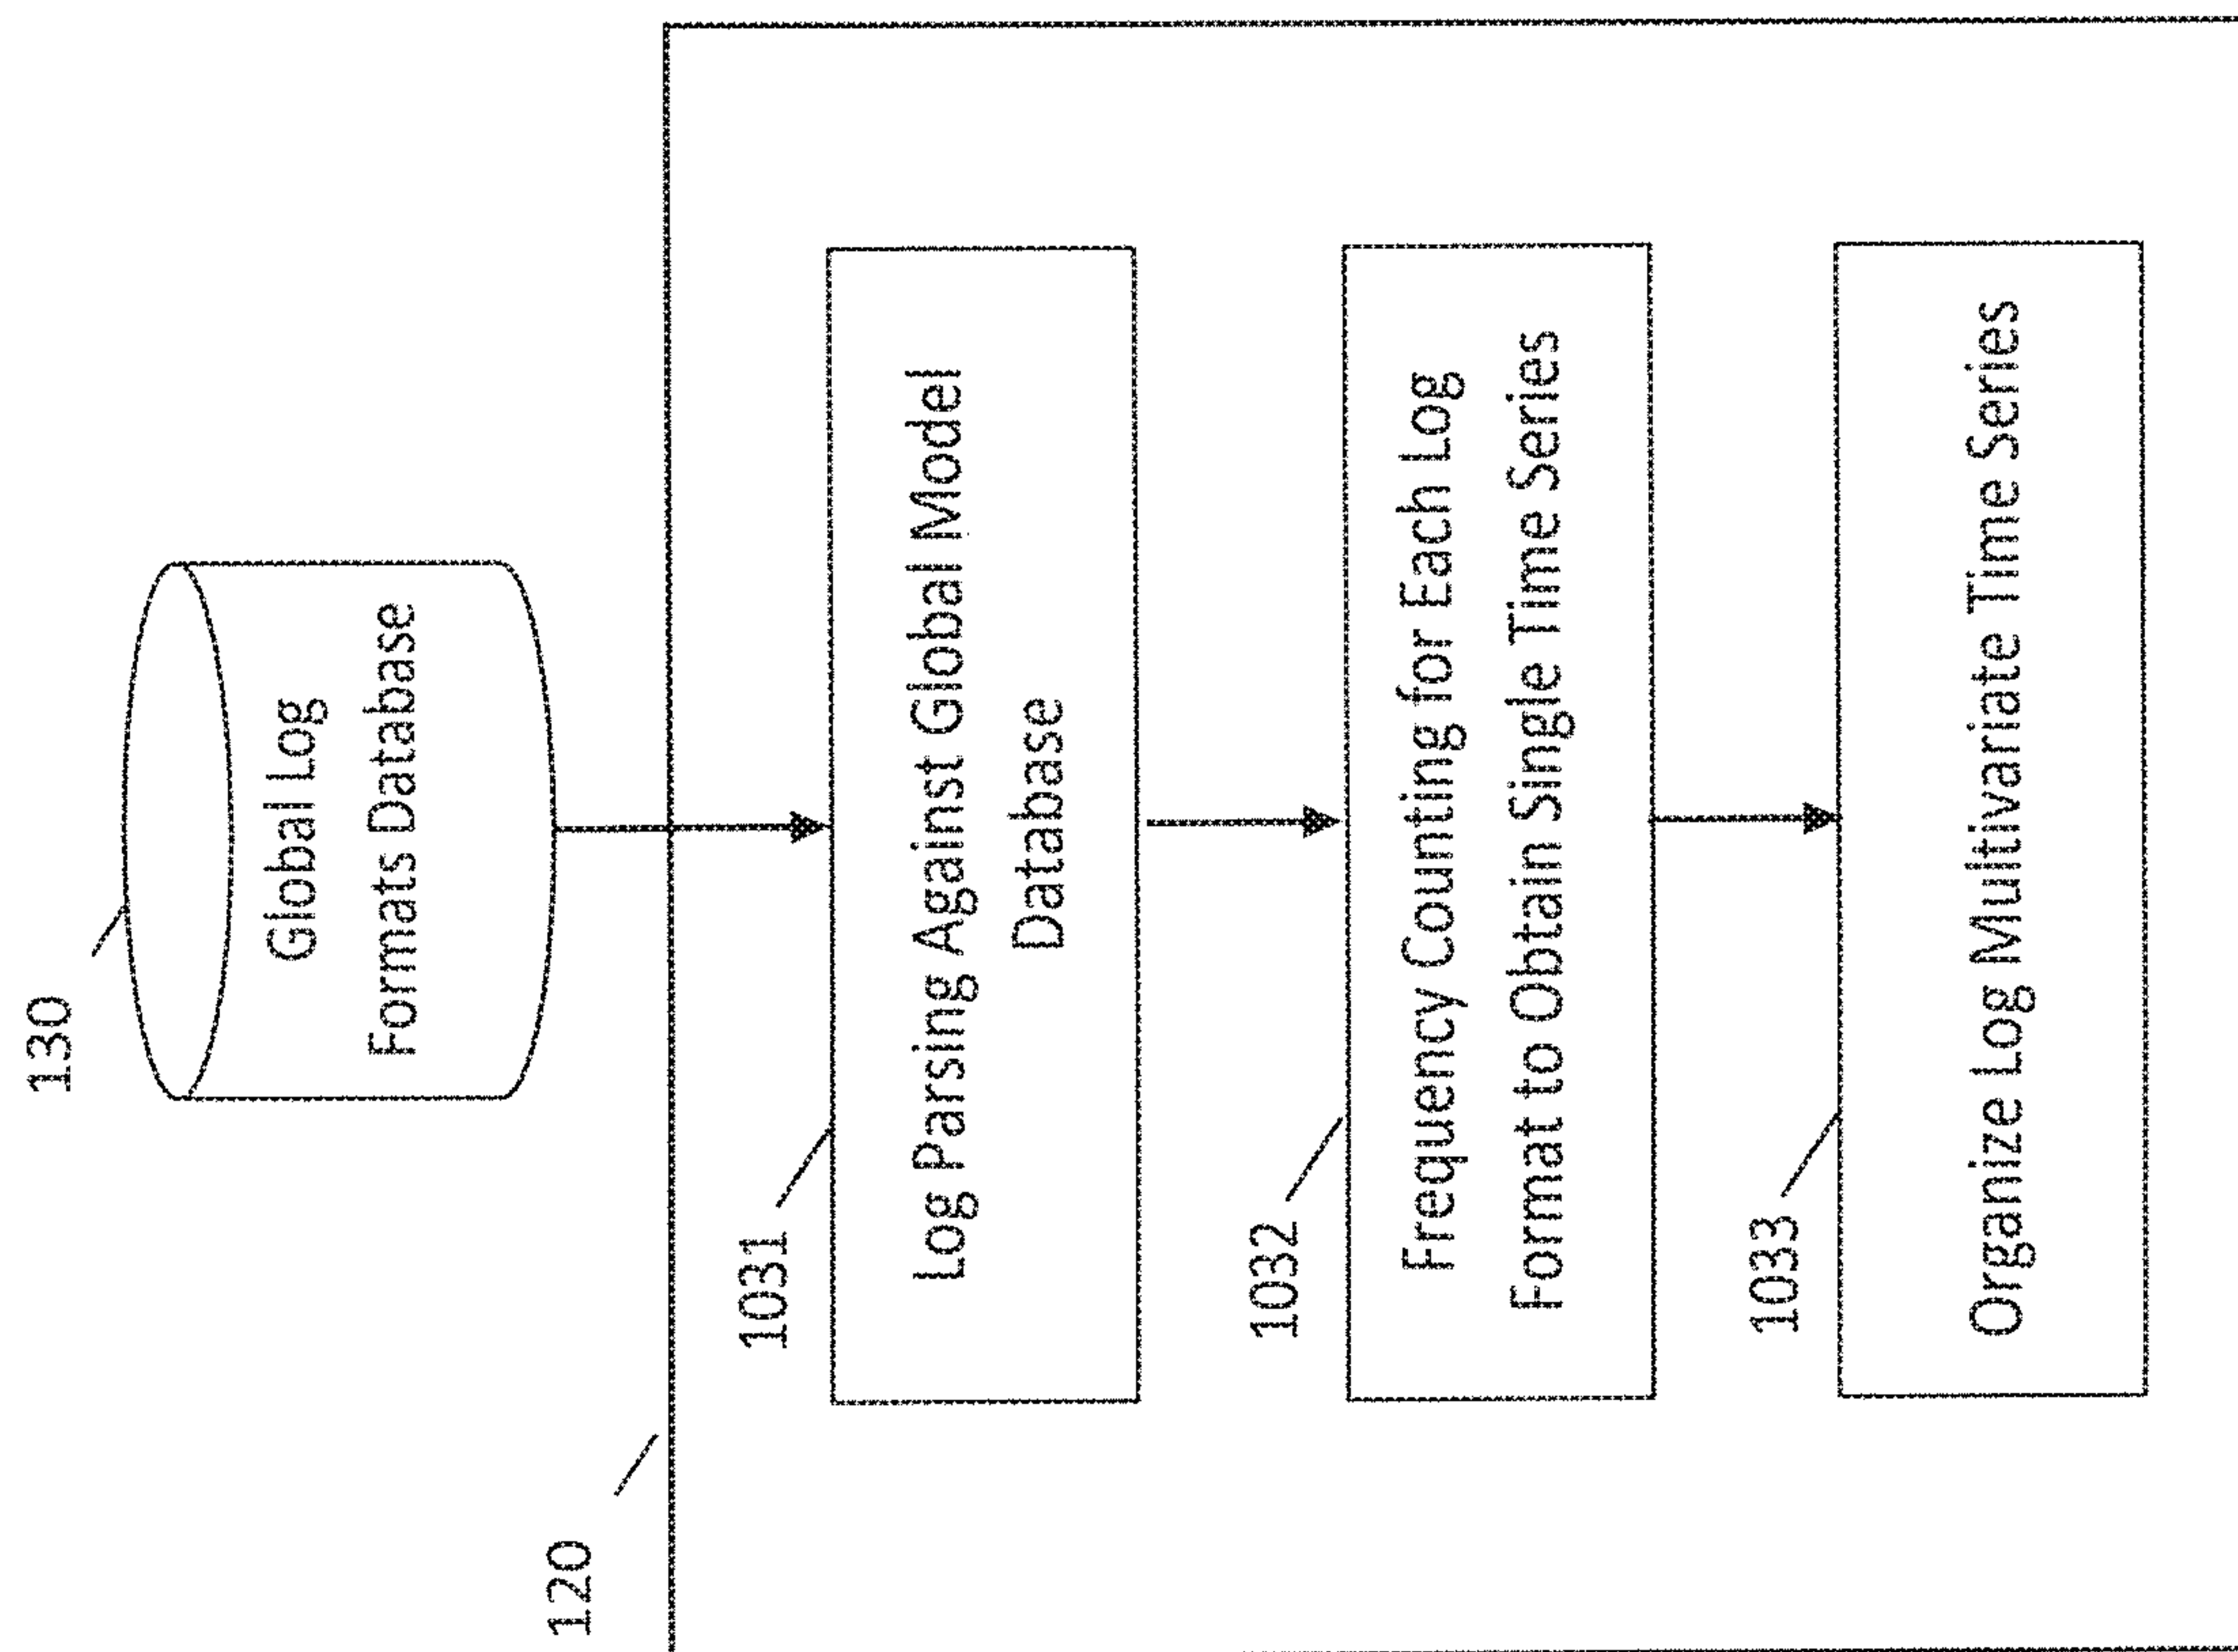 130
Global Log
Formats Database
120
1031
Log Parsing Against Global Model
Database
1032
Frequency Counting for Each Log
Format to Obtain Single Time Series
1033
Organize Log Multivariate Time Series